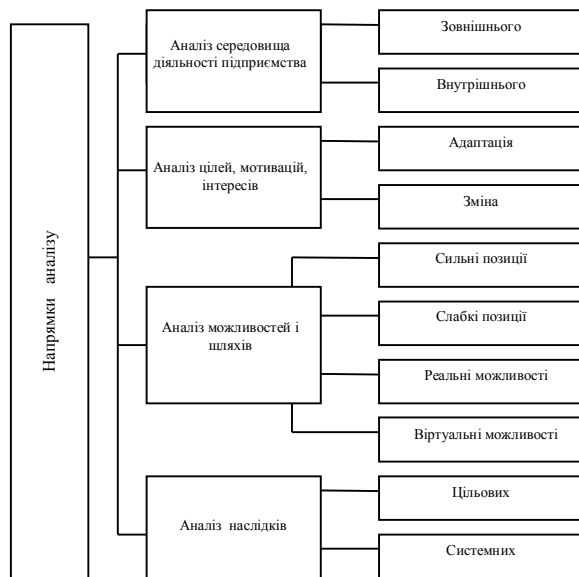 Напрямки аналізу
Аналіз середовища
діяльності підприємства
Зовнішнього
Внутрішнього
Аналіз цілей, мотивацій,
інтересів
Адаптація
Зміна
Аналіз можливостей і
шляхів
Сильні позиції
Слабкі позиції
Реальні можливості
Віртуальні можливості
Аналіз наслідків
Цільових
Системних